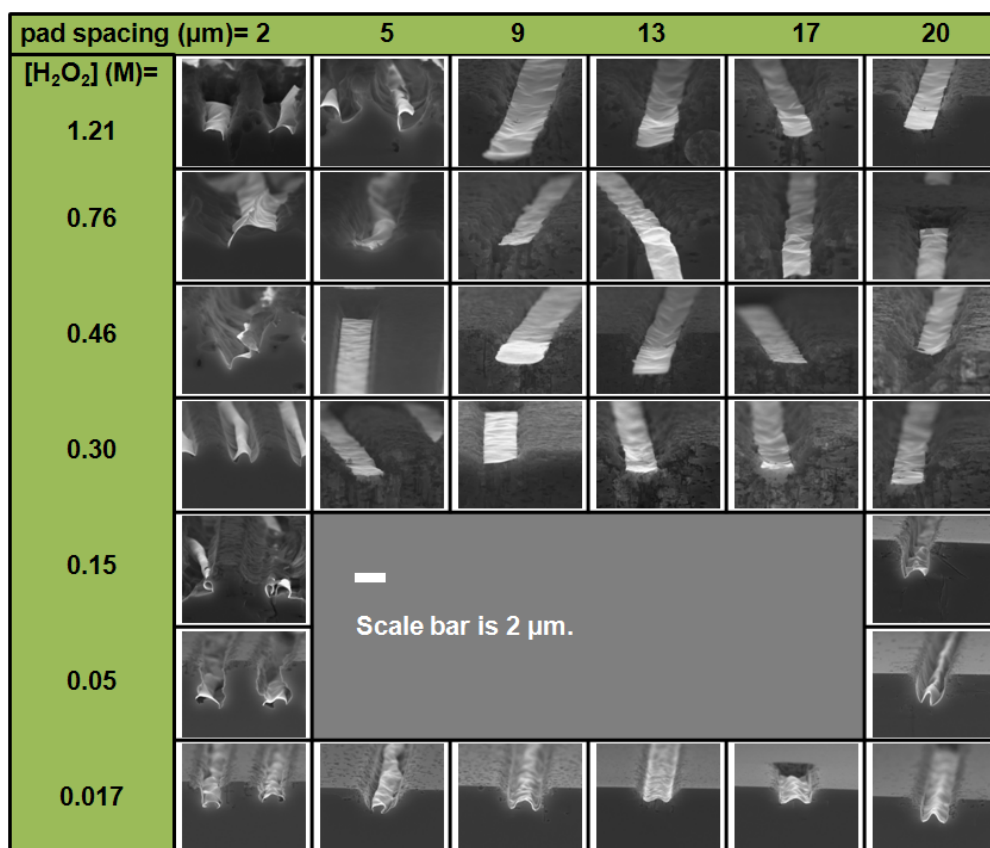 pad spacing (µm)= 2 5 9 13 17 20
[H₂O₂] (M)=
1.21
0.76
0.46
0.30
0.15
Scale bar is 2 µm.
0.05
0.017